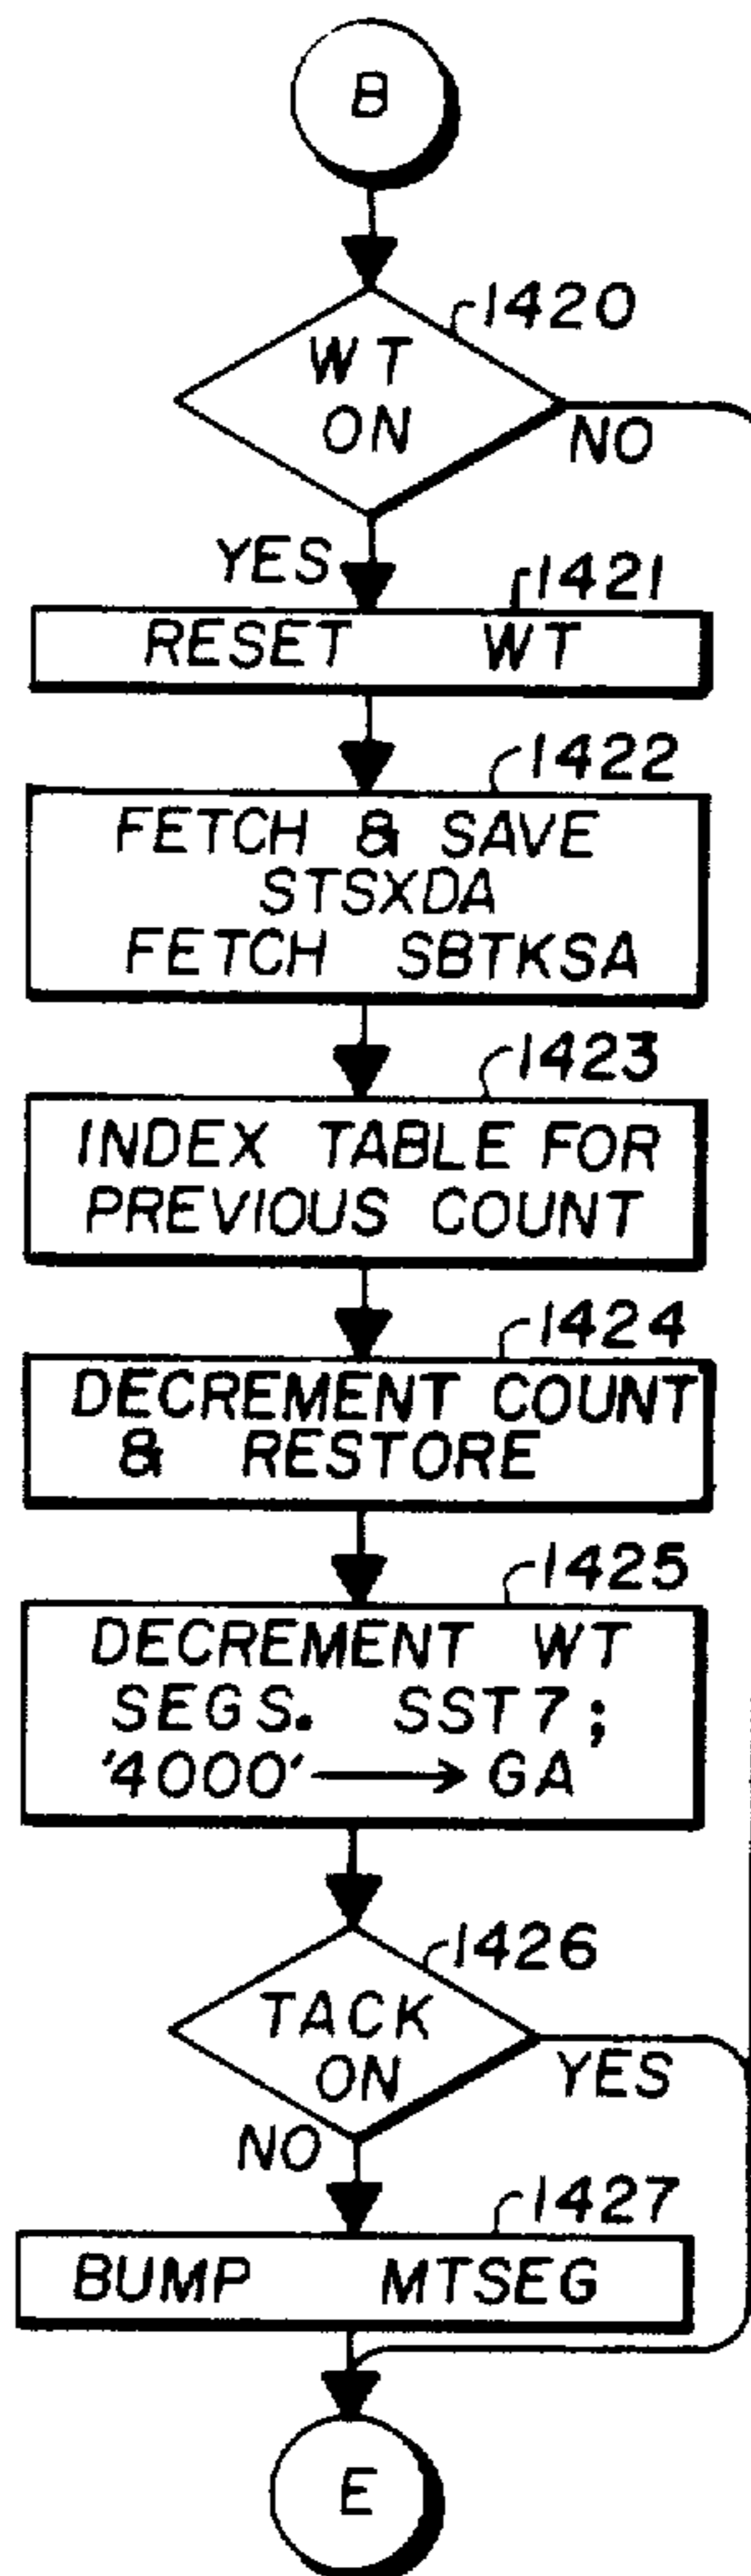 B
1420
WT
ON
NO
YES
1421
RESET WT
1422
FETCH & SAVE
STSXDA
FETCH SBTKSA
1423
INDEX TABLE FOR
PREVIOUS COUNT
1424
DECREMENT COUNT
& RESTORE
1425
DECREMENT WT
SEGS. SST7;
'4000' → GA
1426
TACK
ON
YES
NO
1427
BUMP MTSEG
E